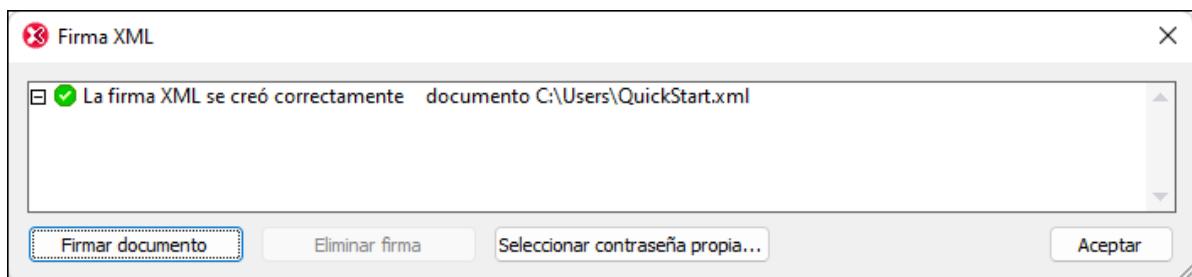 Firma XML
La firma XML se creó correctamente documento C:\Users\QuickStart.xml
Firmar documento Eliminar firma Seleccionar contraseña propia... Aceptar